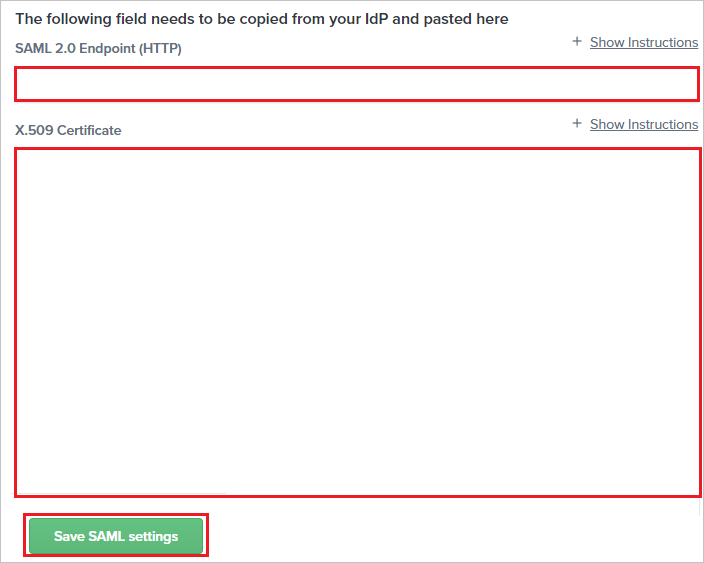 The following field needs to be copied from your IdP and pasted here
SAML 2.0 Endpoint (HTTP)
+ Show Instructions
X.509 Certificate
+ Show Instructions
Save SAML settings